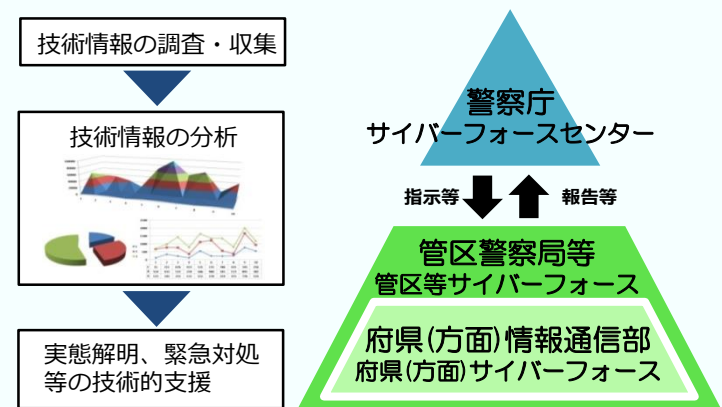 技術情報の調査・収集
技術情報の分析
実態解明、緊急対処
等の技術的支援
警察庁
サイバーフォースセンター
指示等
報告等
管区警察局等
管区等サイバーフォース
府県(方面)情報通信部
府県(方面)サイバーフォース